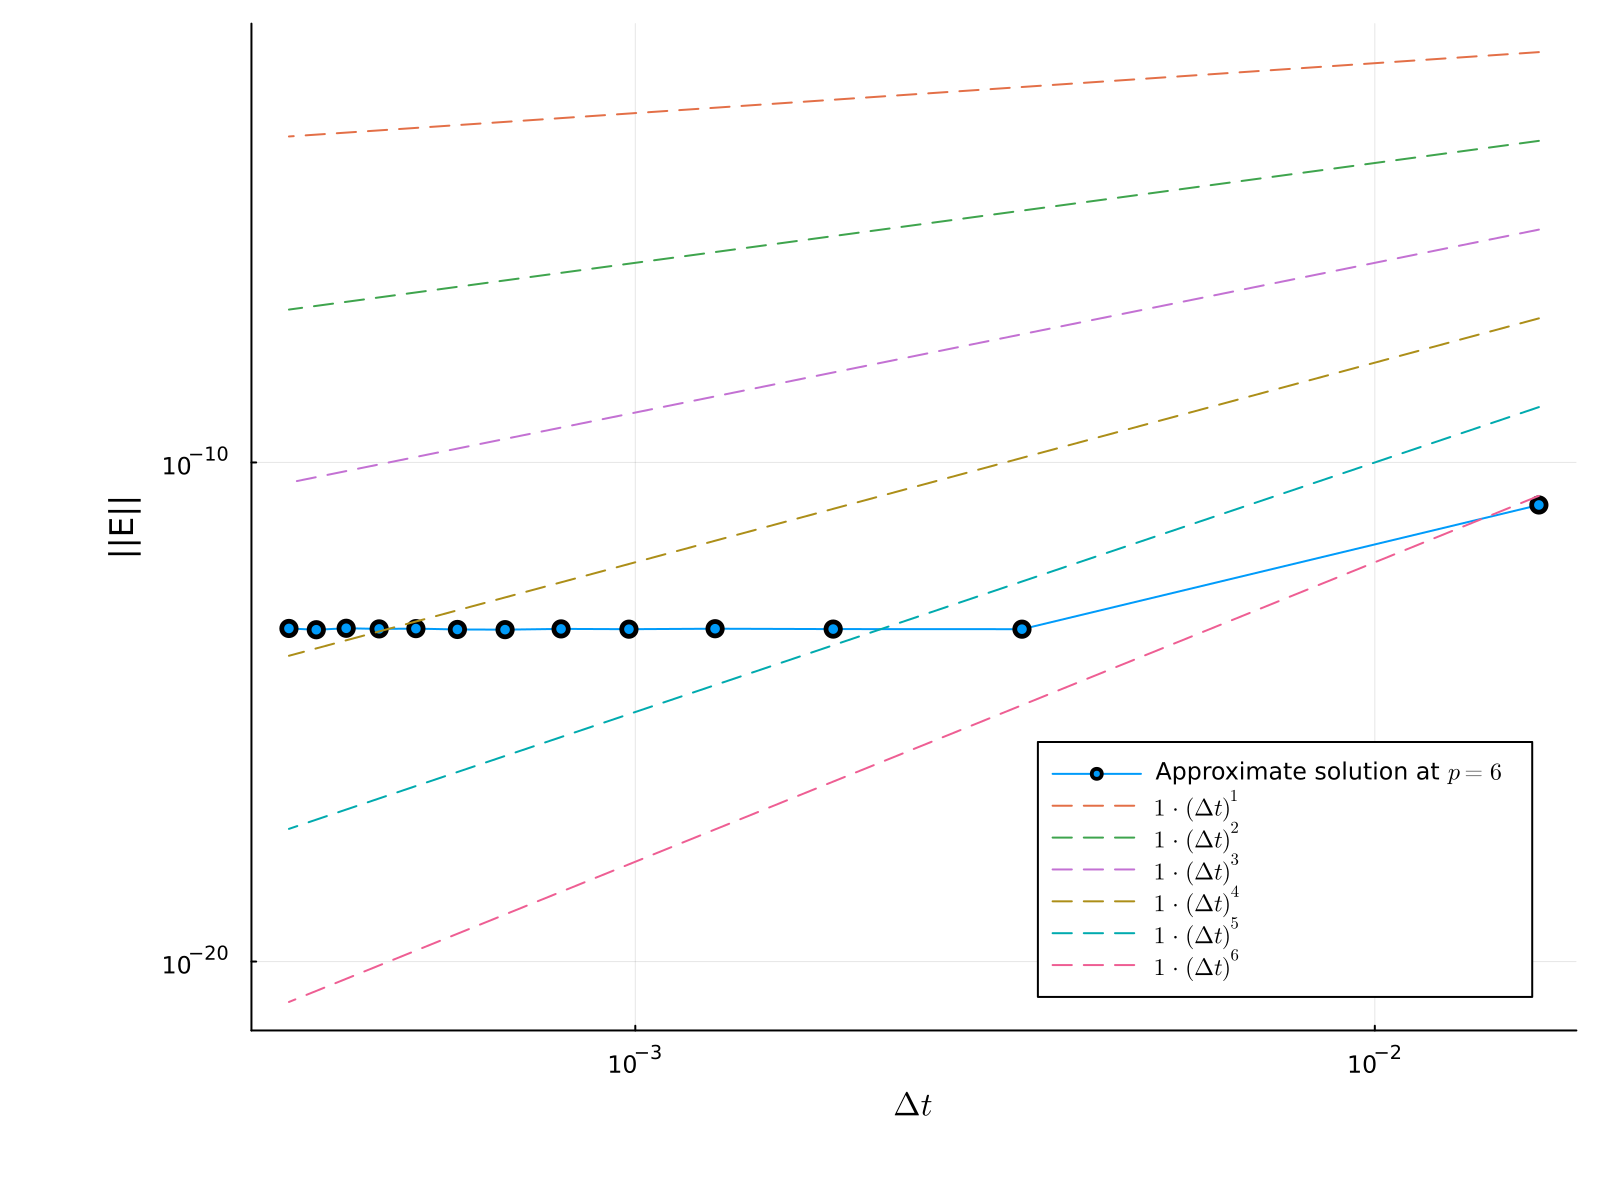 10⁻¹⁰
||E||
10⁻²⁰
Approximate solution at p = 6
1 · (Δt)¹
1 · (Δt)²
1 · (Δt)³
1 · (Δt)⁴
1 · (Δt)⁵
1 · (Δt)⁶
10⁻³
10⁻²
Δt